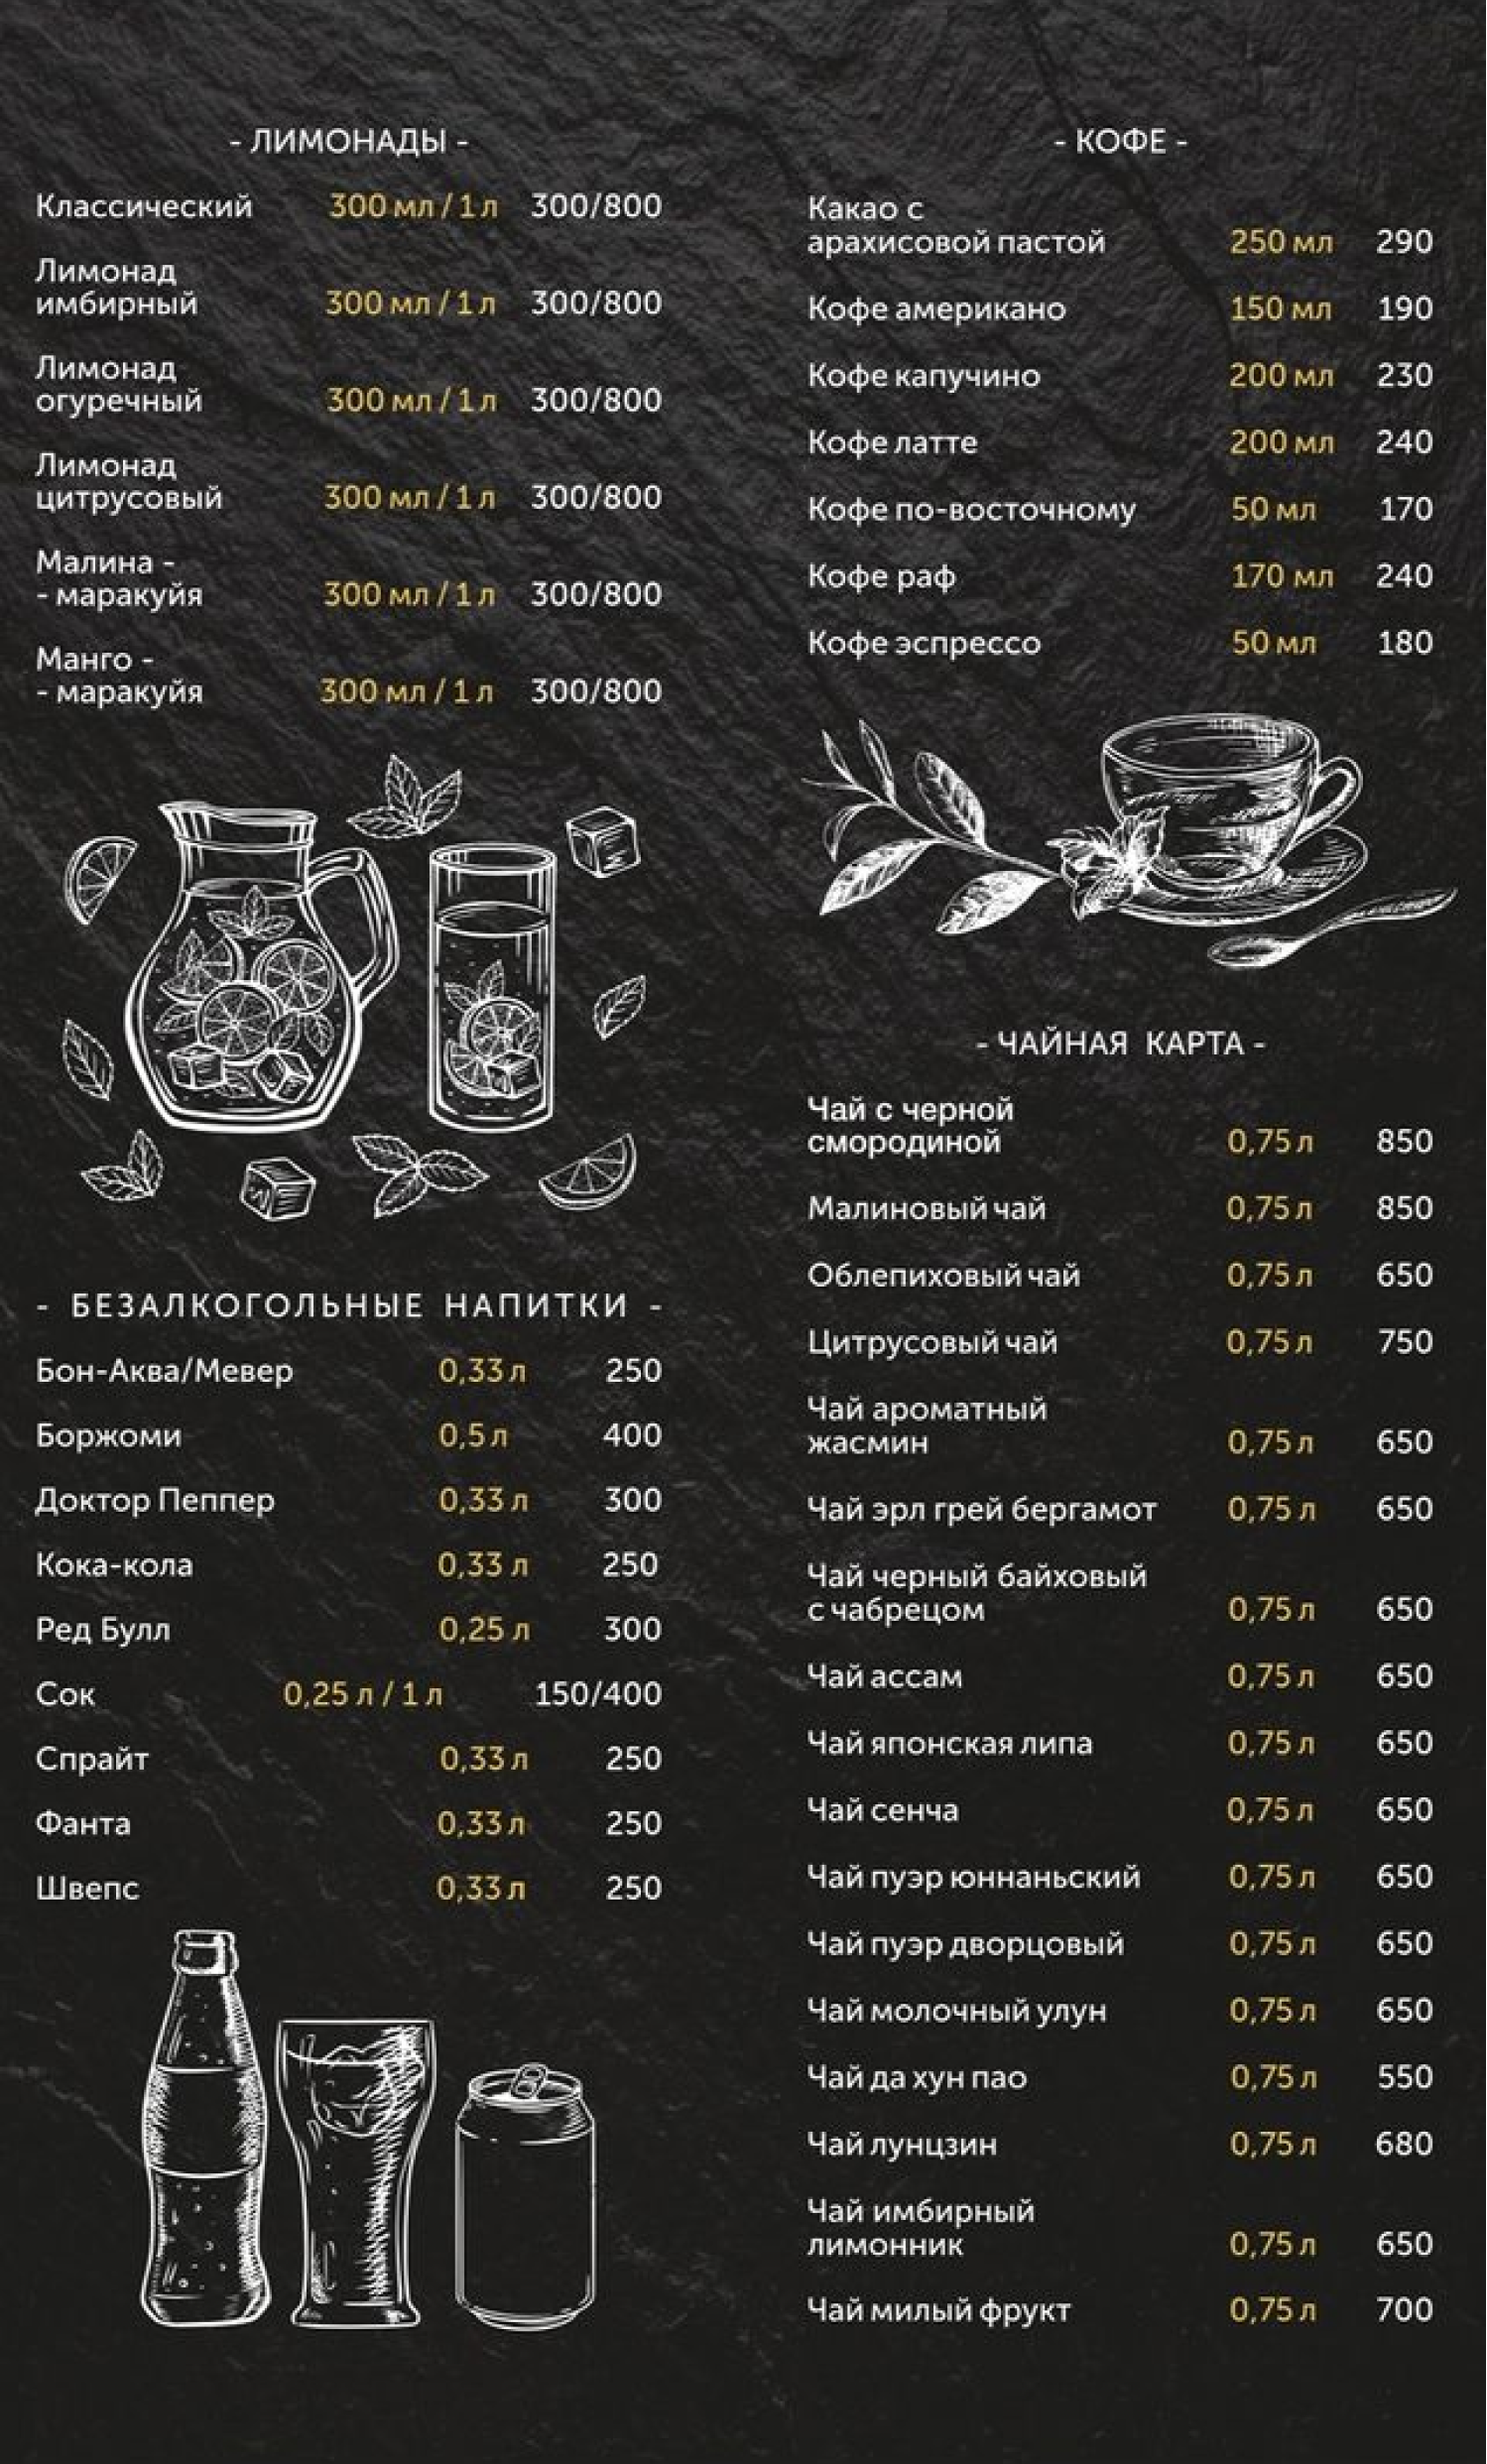 - ЛИМОНАДЫ -
Классический 300 мл / 1 л 300/800
Лимонад
имбирный 300 мл / 1 л 300/800
Лимонад
огуречный 300 мл / 1 л 300/800
Лимонад
цитрусовый 300 мл / 1 л 300/800
Малина -
- маракуйя 300 мл / 1 л 300/800
Манго -
- маракуйя 300 мл / 1 л 300/800
- БЕЗАЛКОГОЛЬНЫЕ НАПИТКИ -
Бон-Аква/Мевер 0,33 л 250
Боржоми 0,5 л 400
Доктор Пеппер 0,33 л 300
Кока-кола 0,33 л 250
Ред Булл 0,25 л 300
Сок 0,25 л / 1 л 150/400
Спрайт 0,33 л 250
Фанта 0,33 л 250
Швепс 0,33 л 250
- КОФЕ -
Какао с
арахисовой пастой 250 мл 290
Кофе американо 150 мл 190
Кофе капучино 200 мл 230
Кофе латте 200 мл 240
Кофе по-восточному 50 мл 170
Кофе раф 170 мл 240
Кофе эспрессо 50 мл 180
- ЧАЙНАЯ КАРТА -
Чай с черной
смородиной 0,75 л 850
Малиновый чай 0,75 л 850
Облепиховый чай 0,75 л 650
Цитрусовый чай 0,75 л 750
Чай ароматный
жасмин 0,75 л 650
Чай эрл грей бергамот 0,75 л 650
Чай черный байховый
с чабрецом 0,75 л 650
Чай ассам 0,75 л 650
Чай японская липа 0,75 л 650
Чай сенча 0,75 л 650
Чай пуэр юннаньский 0,75 л 650
Чай пуэр дворцовый 0,75 л 650
Чай молочный улун 0,75 л 650
Чай да хун пао 0,75 л 550
Чай лунцзин 0,75 л 680
Чай имбирный
лимонник 0,75 л 650
Чай милый фрукт 0,75 л 700